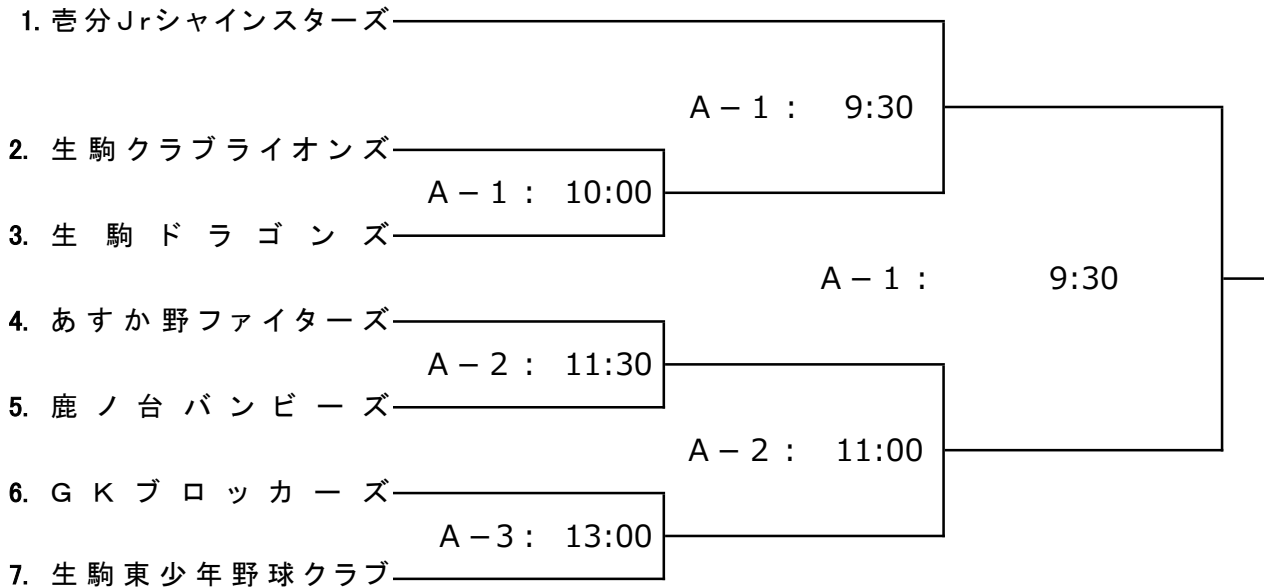 1. 壱分Jrシャインスターズ
A－1： 9:30
2. 生駒クラブライオンズ
A－1： 10:00
3. 生駒ドラゴンズ
A－1： 9:30
4. あすか野ファイターズ
A－2： 11:30
5. 鹿ノ台バンビーズ
A－2： 11:00
6. GKブロッカーズ
A－3： 13:00
7. 生駒東少年野球クラブ